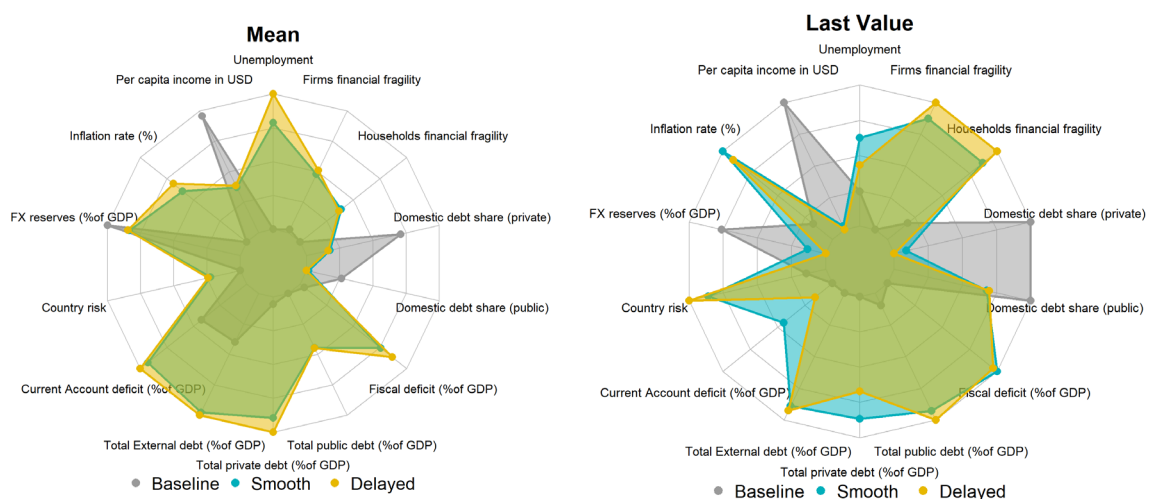 Mean
Unemployment
Per capita income in USD
Firms financial fragility
Inflation rate (%)
Households financial fragility
FX reserves (%of GDP)
Domestic debt share (private)
Country risk
Domestic debt share (public)
Current Account deficit (%of GDP)
Fiscal deficit (%of GDP)
Total External debt (%of GDP)
Total public debt (%of GDP)
Total private debt (%of GDP)
Baseline Smooth Delayed
Last Value
Unemployment
Per capita income in USD
Firms financial fragility
Inflation rate (%)
Households financial fragility
FX reserves (%of GDP)
Domestic debt share (private)
Country risk
Domestic debt share (public)
Current Account deficit (%of GDP)
Fiscal deficit (%of GDP)
Total External debt (%of GDP)
Total public debt (%of GDP)
Total private debt (%of GDP)
Baseline Smooth Delayed